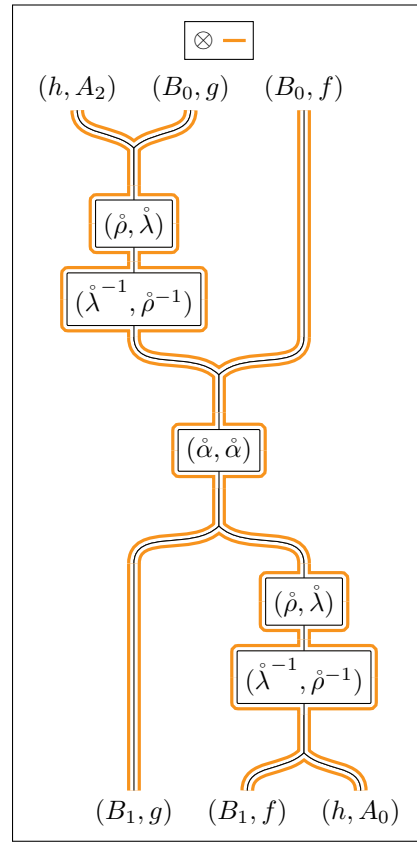 ⊗
(h, A₂) (B₀, g) (B₀, f)
(ρ̊, λ̊)
(λ̊⁻¹, ρ̊⁻¹)
(α̊, α̊)
(ρ̊, λ̊)
(λ̊⁻¹, ρ̊⁻¹)
(B₁, g) (B₁, f) (h, A₀)